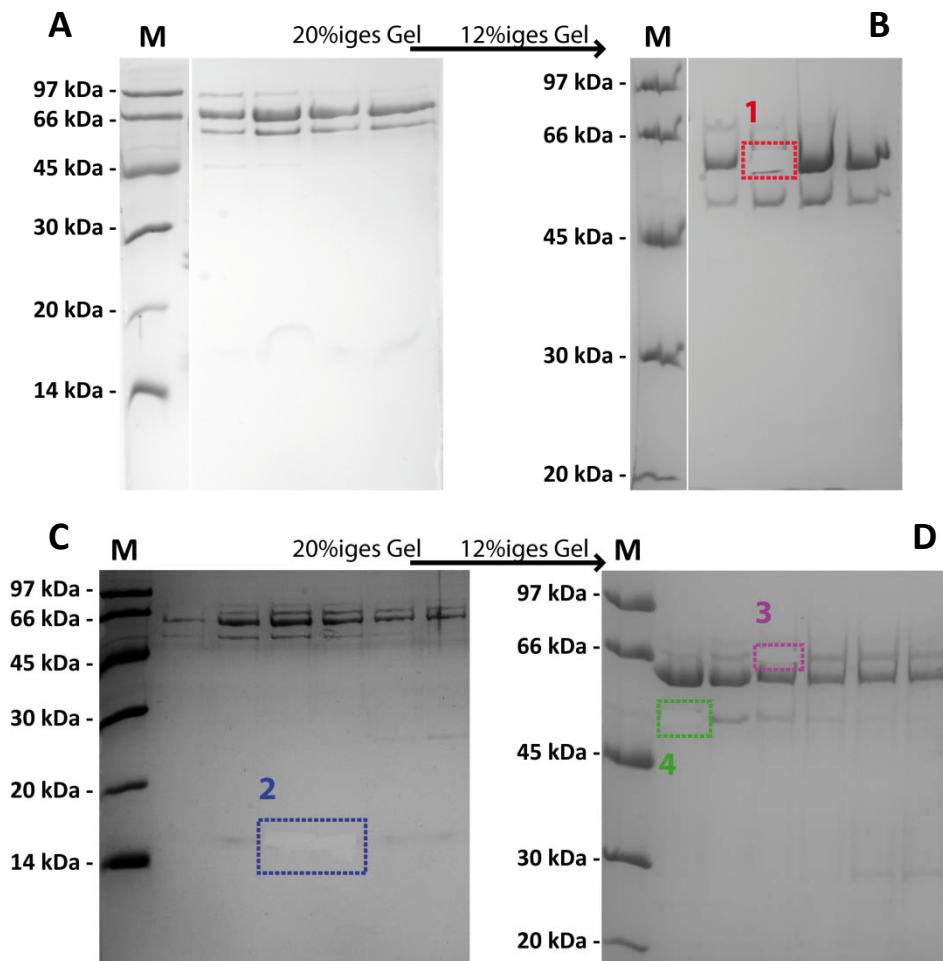 A
M
20%iges Gel
12%iges Gel
M
B
97 kDa -
66 kDa -
45 kDa -
30 kDa -
20 kDa -
14 kDa -
97 kDa -
66 kDa -
45 kDa -
30 kDa -
20 kDa -
1
C
M
20%iges Gel
12%iges Gel
M
D
97 kDa -
66 kDa -
45 kDa -
30 kDa -
20 kDa -
14 kDa -
2
97 kDa -
66 kDa -
45 kDa -
30 kDa -
20 kDa -
3
4